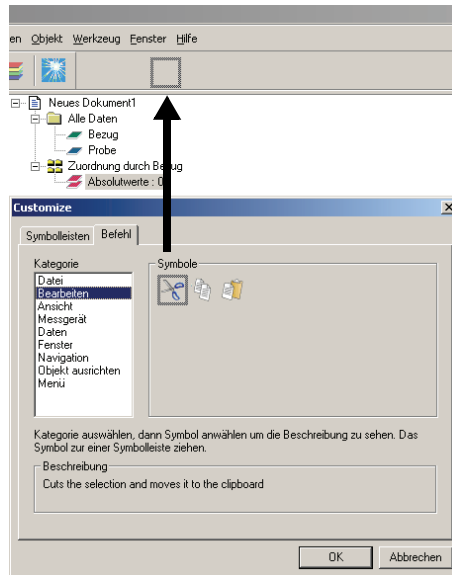 en Objekt Werkzeug Fenster Hilfe
Neues Dokument1
Alle Daten
Bezug
Probe
Zuordnung durch Bezug
Absolutwerte : 0
Customize
Symbolleisten Befehl
Kategorie
Symbole
Datei
Bearbeiten
Ansicht
Messgerät
Daten
Fenster
Navigation
Objekt ausrichten
Menü
Kategorie auswählen, dann Symbol anwählen um die Beschreibung zu sehen. Das
Symbol zur einer Symbolleiste ziehen.
Beschreibung
Cuts the selection and moves it to the clipboard
OK Abbrechen